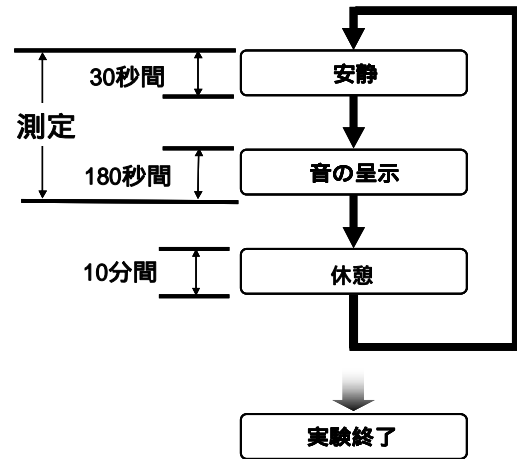 安静
30秒間
測定
音の呈示
180秒間
休憩
10分間
実験終了